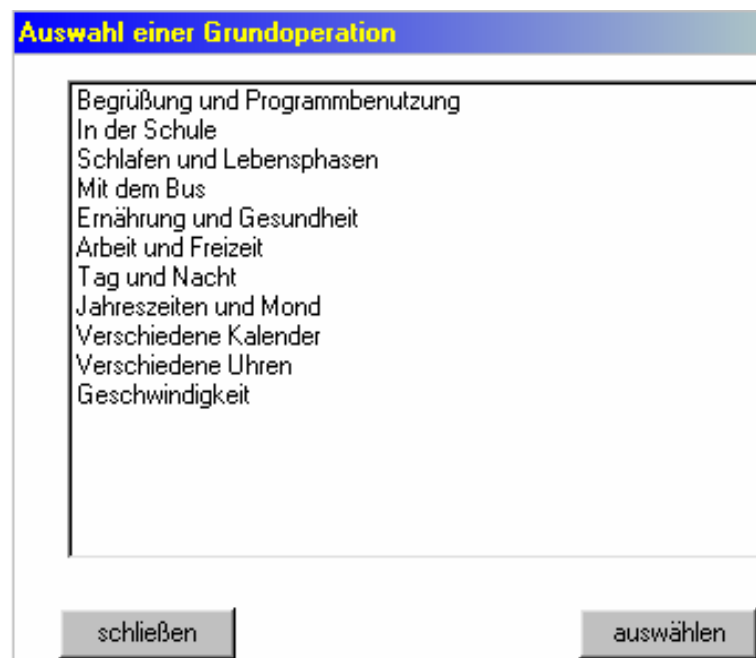 Auswahl einer Grundoperation
Begrüßung und Programmbenutzung
In der Schule
Schlafen und Lebensphasen
Mit dem Bus
Ernährung und Gesundheit
Arbeit und Freizeit
Tag und Nacht
Jahreszeiten und Mond
Verschiedene Kalender
Verschiedene Uhren
Geschwindigkeit
schließen
auswählen